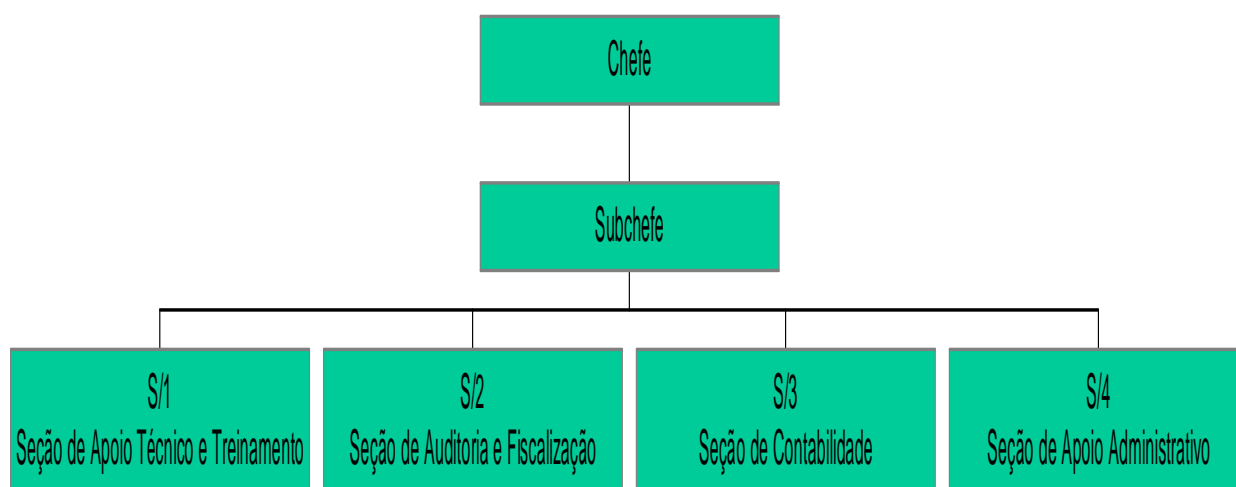 Chefe
Subchefe
S/1
Seção de Apoio Técnico e Treinamento
S/2
Seção de Auditoria e Fiscalização
S/3
Seção de Contabilidade
S/4
Seção de Apoio Administrativo